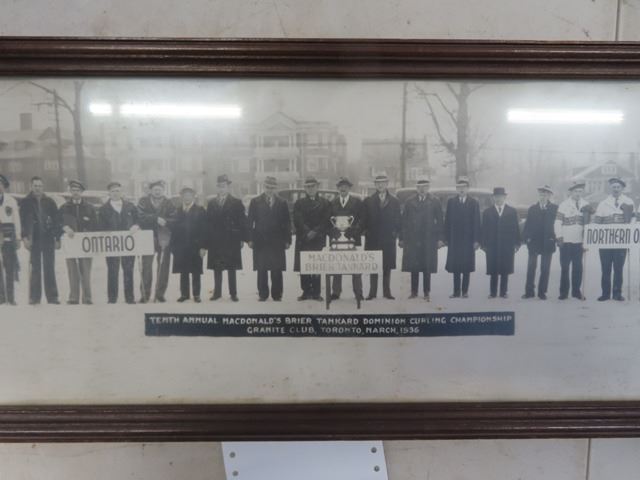 ONTARIO
NORTHERN O
MACDONALD'S
BRIER TANKARD
TENTH ANNUAL MACDONALD'S BRIER TANKARD DOMINION CURLING CHAMPIONSHIP
GRANITE CLUB, TORONTO, MARCH, 1936